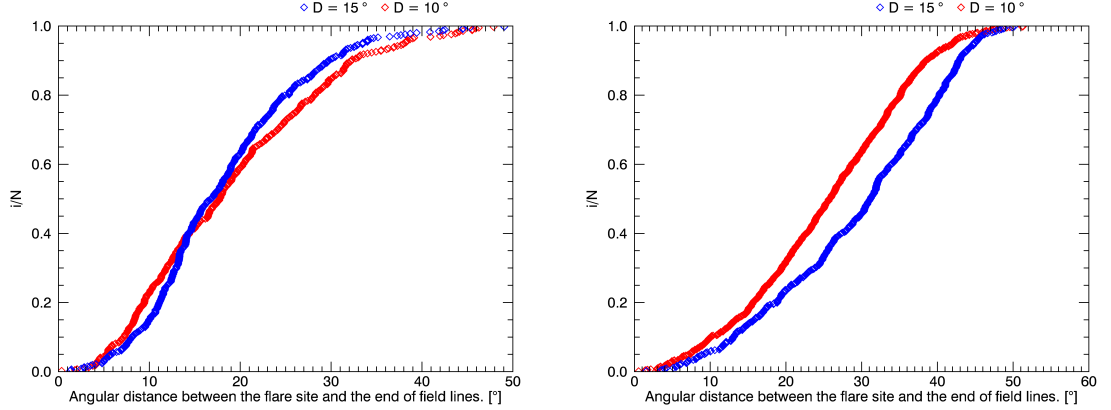 D = 15 ° D = 10 °
1.0
0.8
0.6
0.4
0.2
0.0
i/N
0 10 20 30 40 50
Angular distance between the flare site and the end of field lines. [°]
D = 15 ° D = 10 °
1.0
0.8
0.6
0.4
0.2
0.0
i/N
0 10 20 30 40 50 60
Angular distance between the flare site and the end of field lines. [°]